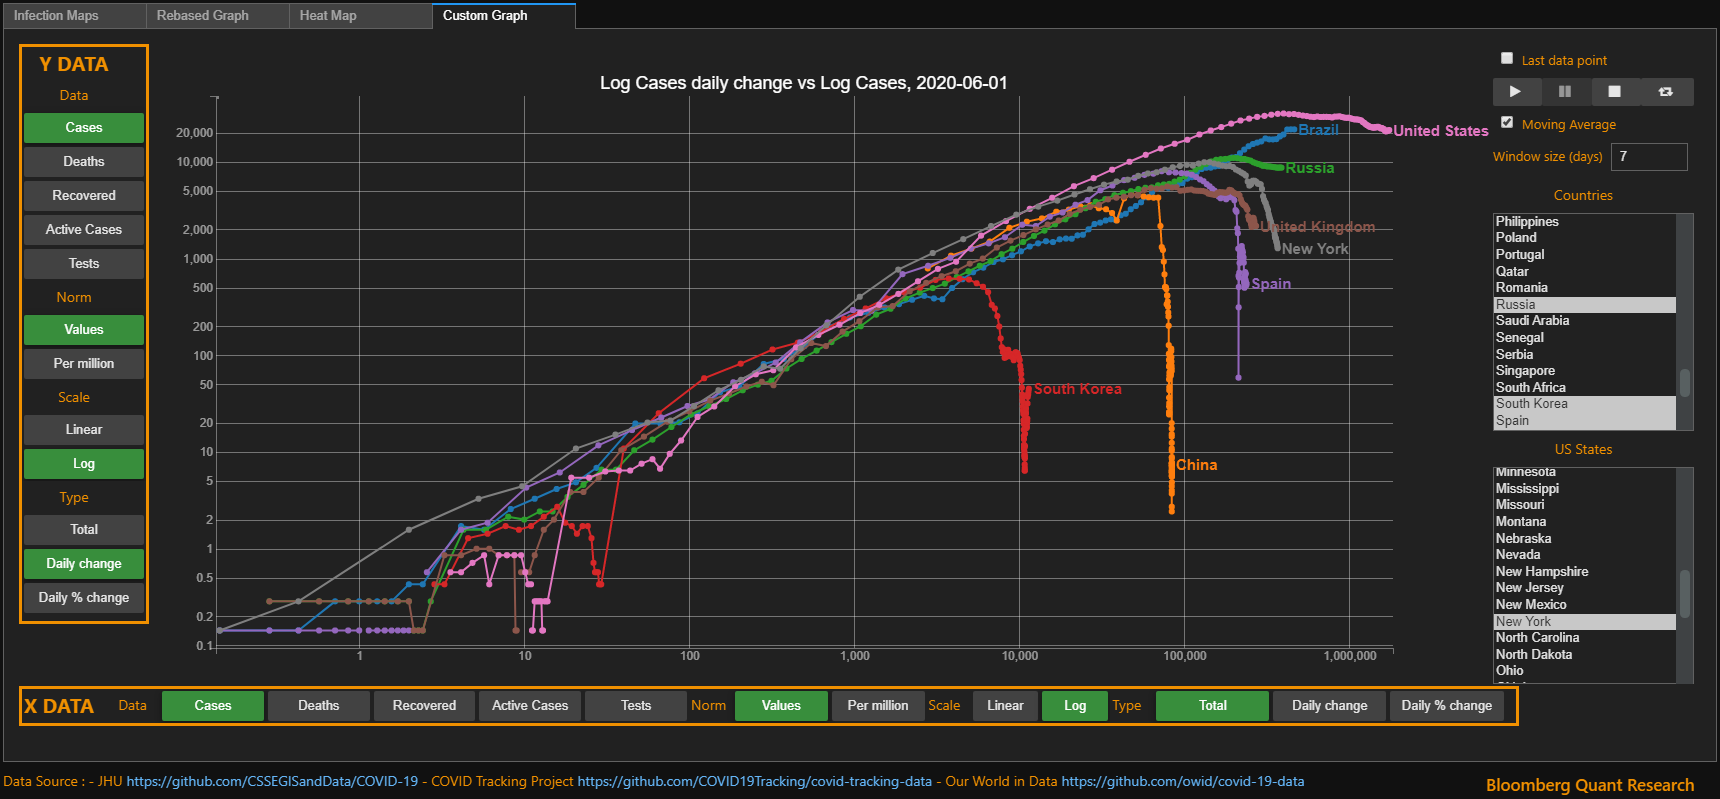 Infection Maps
Rebased Graph
Heat Map
Custom Graph
Y DATA
Data
Cases
Deaths
Recovered
Active Cases
Tests
Norm
Values
Per million
Scale
Linear
Log
Type
Total
Daily change
Daily % change
Log Cases daily change vs Log Cases, 2020-06-01
20,000
10,000
5,000
2,000
1,000
500
200
100
50
20
10
5
2
1
0.5
0.2
0.1
1
10
100
1,000
10,000
100,000
1,000,000
United States
Brazil
Russia
United Kingdom
New York
Spain
South Korea
China
Last data point
Moving Average
Window size (days) 7
Countries
Philippines
Poland
Portugal
Qatar
Romania
Russia
Saudi Arabia
Senegal
Serbia
Singapore
South Africa
South Korea
Spain
US States
Minnesota
Mississippi
Missouri
Montana
Nebraska
Nevada
New Hampshire
New Jersey
New Mexico
New York
North Carolina
North Dakota
Ohio
X DATA Data Cases Deaths Recovered Active Cases Tests Norm Values Per million Scale Linear Log Type Total Daily change Daily % change
Data Source : - JHU https://github.com/CSSEGISandData/COVID-19 - COVID Tracking Project https://github.com/COVID19Tracking/covid-tracking-data - Our World in Data https://github.com/owid/covid-19-data
Bloomberg Quant Research